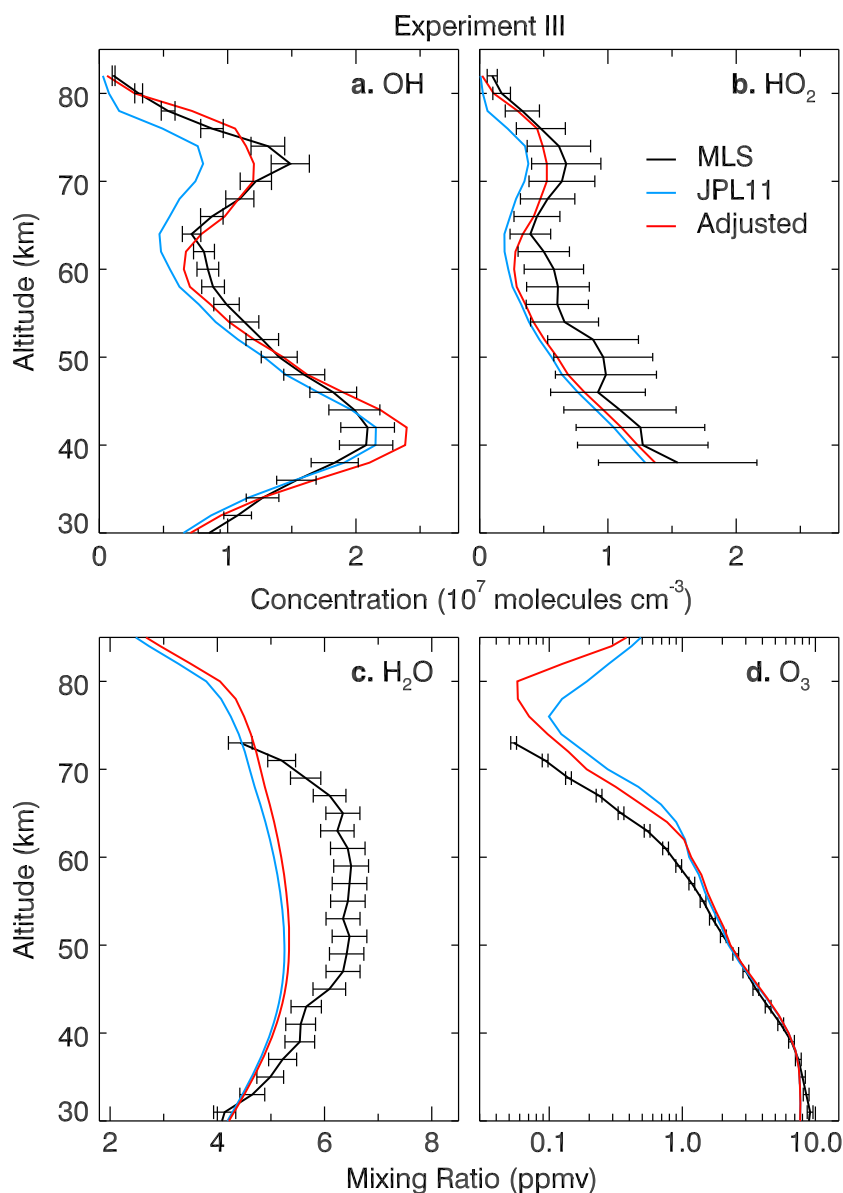 Experiment III
a. OH
b. HO₂
MLS
JPL11
Adjusted
Altitude (km)
80
70
60
50
40
30
0 1 2
0 1 2
Concentration (10⁷ molecules cm⁻³)
c. H₂O
d. O₃
Altitude (km)
80
70
60
50
40
30
2 4 6 8
0.1 1.0 10.0
Mixing Ratio (ppmv)